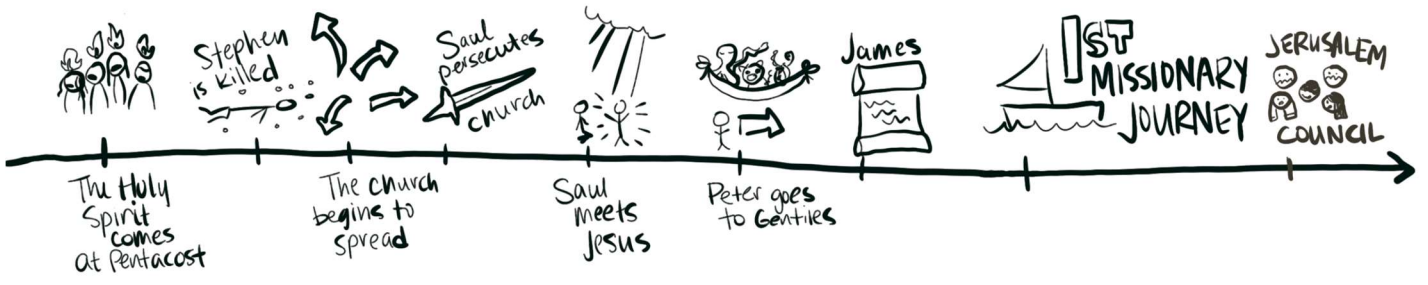 The Holy
Spirit
comes
at Pentacost
Stephen
is killed
The church
begins to
spread
Saul
persecutes
church
Saul
meets
Jesus
Peter goes
to Gentiles
James
1ST
MISSIONARY
JOURNEY
JERUSALEM
COUNCIL